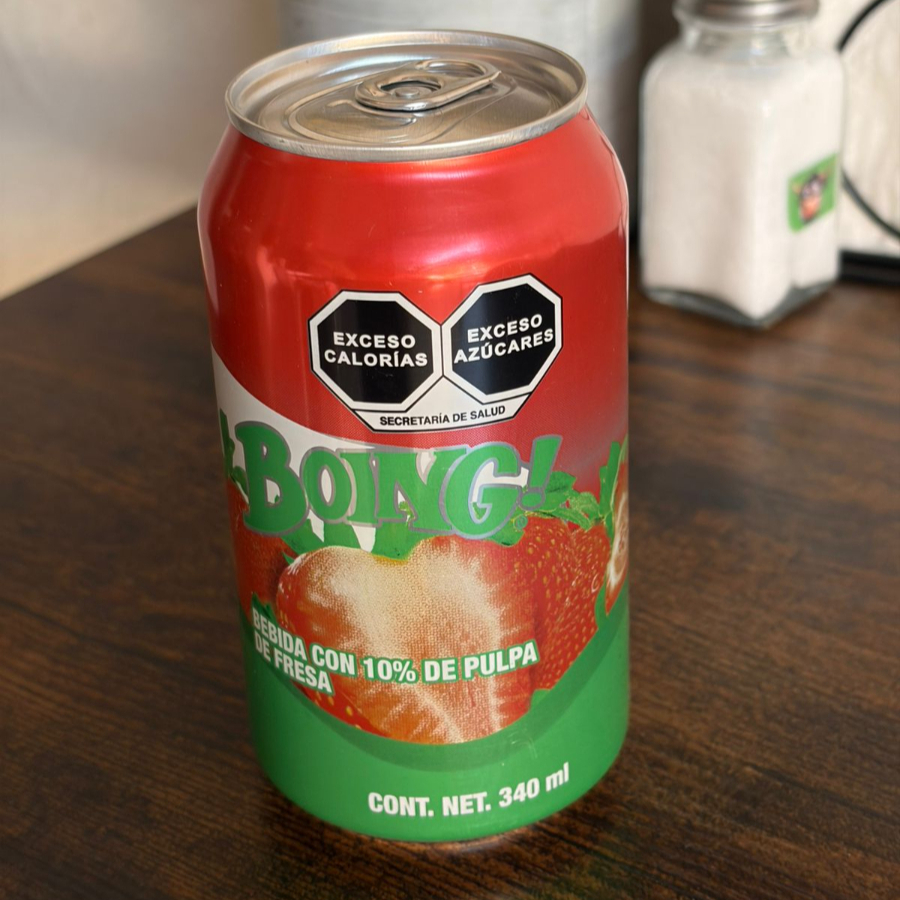 EXCESO
CALORÍAS
EXCESO
AZÚCARES
SECRETARÍA DE SALUD
BOING!
BEBIDA CON 10% DE PULPA
DE FRESA
CONT. NET. 340 ml